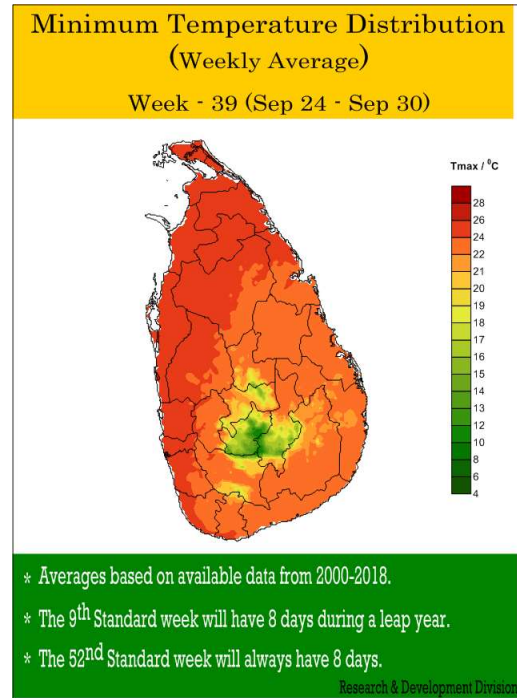 Minimum Temperature Distribution
(Weekly Average)
Week - 39 (Sep 24 - Sep 30)
Tmax / ⁰C
28
26
24
22
21
20
19
18
17
16
15
14
13
12
10
8
6
4
* Averages based on available data from 2000-2018.
* The 9th Standard week will have 8 days during a leap year.
* The 52nd Standard week will always have 8 days.
Research & Development Division